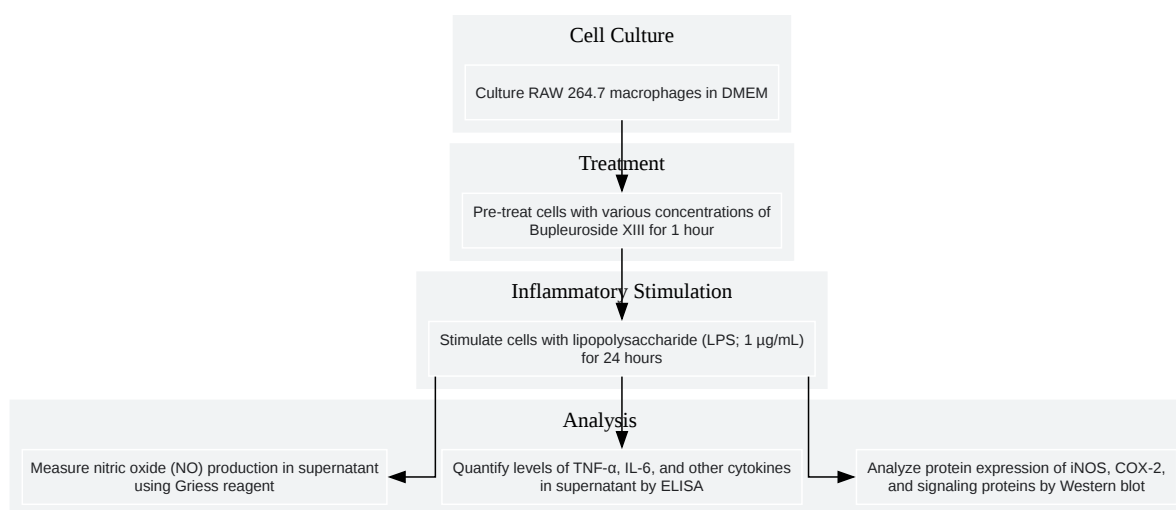 Cell Culture
Culture RAW 264.7 macrophages in DMEM
Treatment
Pre-treat cells with various concentrations of
Bupleuroside XIII for 1 hour
Inflammatory Stimulation
Stimulate cells with lipopolysaccharide (LPS; 1 µg/mL)
for 24 hours
Analysis
Measure nitric oxide (NO) production in supernatant
using Griess reagent
Quantify levels of TNF-α, IL-6, and other cytokines
in supernatant by ELISA
Analyze protein expression of iNOS, COX-2,
and signaling proteins by Western blot